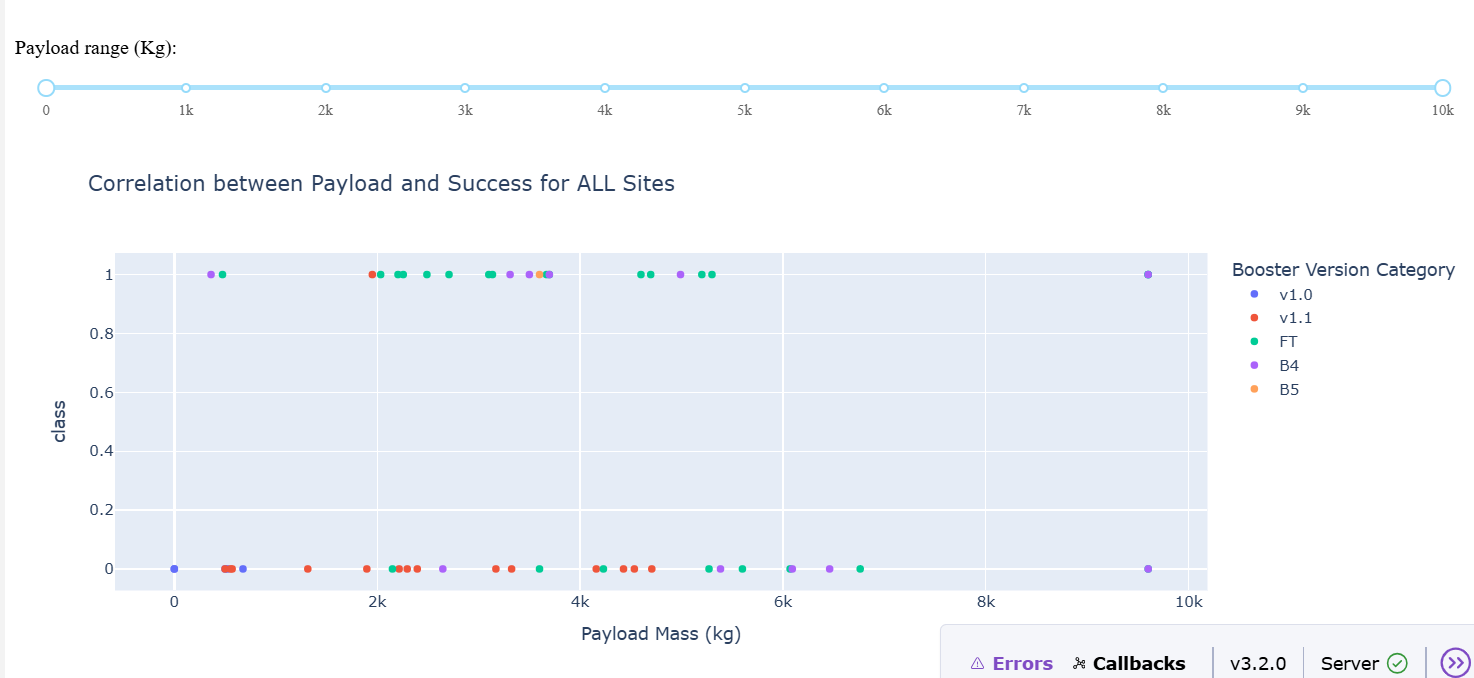 Payload range (Kg):
0 1k 2k 3k 4k 5k 6k 7k 8k 9k 10k
Correlation between Payload and Success for ALL Sites
1
0.8
0.6
0.4
0.2
0
class
0 2k 4k 6k 8k 10k
Payload Mass (kg)
Booster Version Category
v1.0
v1.1
FT
B4
B5
Errors Callbacks v3.2.0 Server